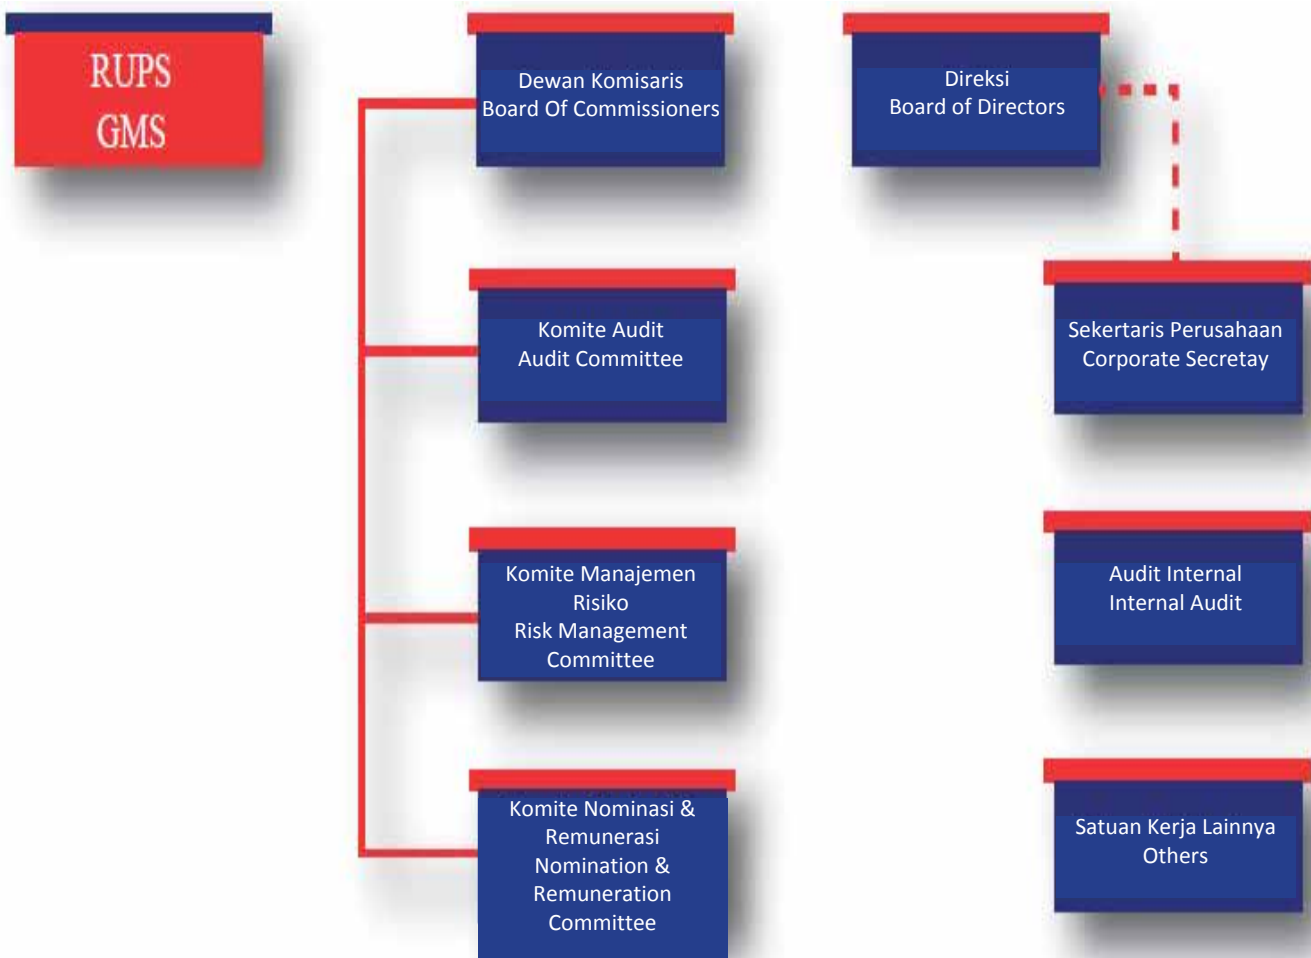 RUPS
GMS
Dewan Komisaris
Board Of Commissioners
Direksi
Board of Directors
Komite Audit
Audit Committee
Sekertaris Perusahaan
Corporate Secretay
Komite Manajemen
Risiko
Risk Management
Committee
Audit Internal
Internal Audit
Komite Nominasi &
Remunerasi
Nomination &
Remuneration
Committee
Satuan Kerja Lainnya
Others